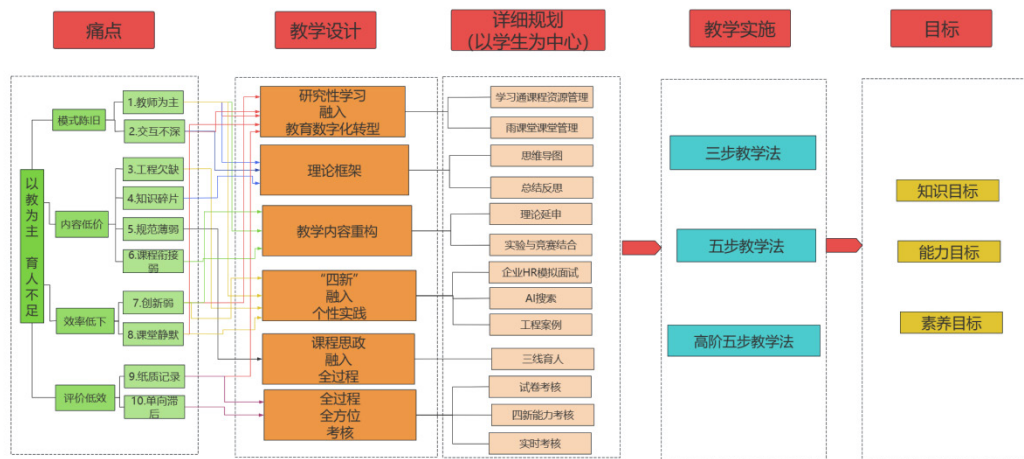 痛点
教学设计
详细规划
（以学生为中心）
教学实施
目标
以教为主 育人不足
模式陈旧
内容低价
效率低下
评价低效
1.教师为主
2.交互不深
3.工程欠缺
4.知识碎片
5.规范薄弱
6.课程衔接
弱
7.创新弱
8.课堂静默
9.纸质记录
10.单向滞
后
研究性学习
融入
教育数字化转型
理论框架
教学内容重构
“四新”
融入
个性实践
课程思政
融入
全过程
全过程
全方位
考核
学习通课程资源管理
雨课堂课堂管理
思维导图
总结反思
理论延申
实验与竞赛结合
企业HR模拟面试
AI搜索
工程案例
三线育人
试卷考核
四新能力考核
实时考核
三步教学法
五步教学法
高阶五步教学法
知识目标
能力目标
素养目标